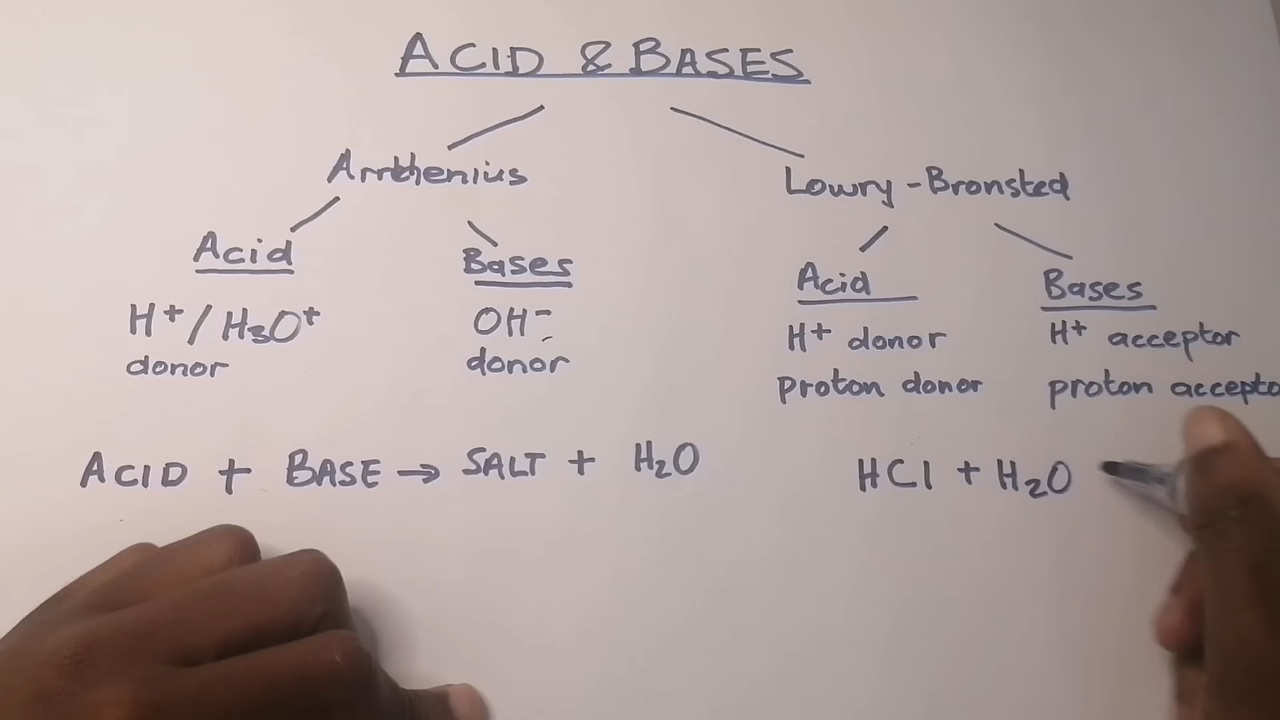 ACID & BASES
Arrhenius
Lowry-Bronsted
Acid
Bases
H⁺/H₃O⁺
donor
OH⁻
donor
Acid
Bases
H⁺ donor
proton donor
H⁺ acceptor
proton accepto
ACID + BASE → SALT + H₂O
HCl + H₂O